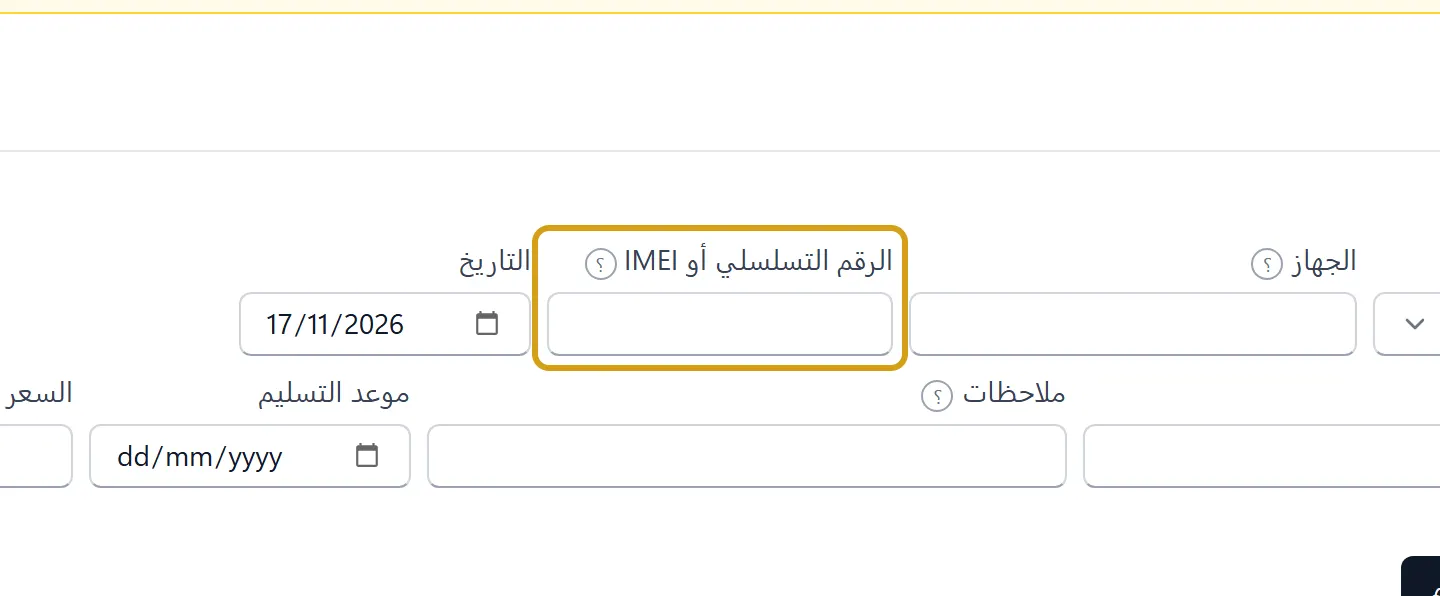 الجهاز ؟
الرقم التسلسلي أو IMEI ؟
التاريخ
17/11/2026
ملاحظات ؟
موعد التسليم
السعر
dd/mm/yyyy